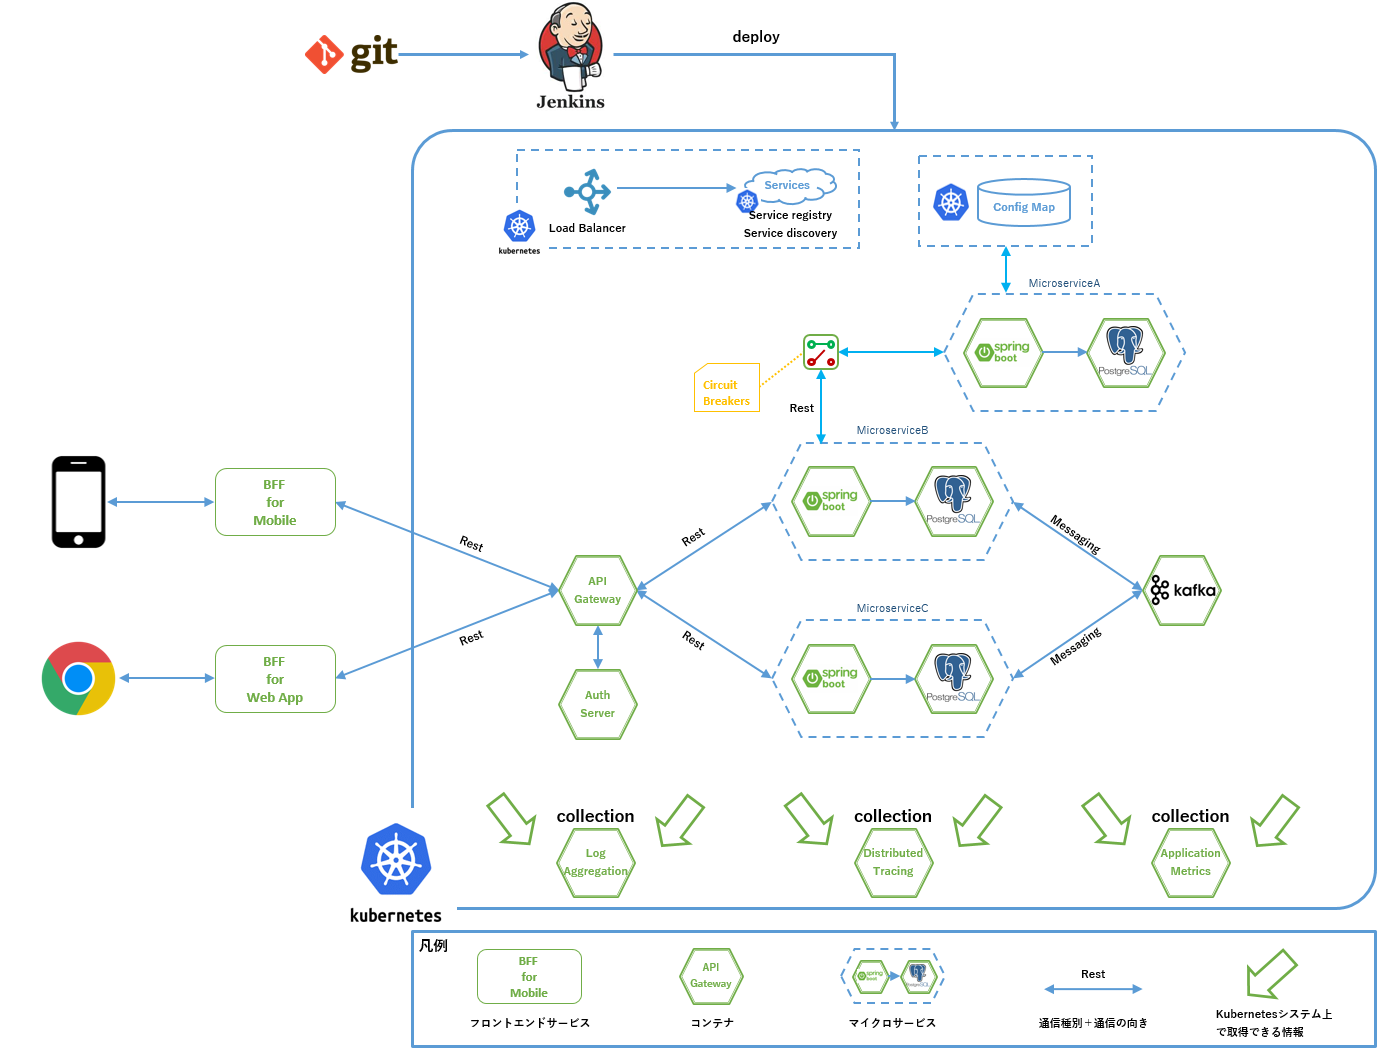 git
Jenkins
deploy
Services
Load Balancer
Service registry
Service discovery
kubernetes
Config Map
MicroserviceA
spring
boot
PostgreSQL
Circuit
Breakers
Rest
MicroserviceB
spring
boot
PostgreSQL
BFF
for
Mobile
Rest
Rest
Messaging
API
Gateway
kafka
MicroserviceC
Rest
Rest
Messaging
spring
boot
PostgreSQL
BFF
for
Web App
Auth
Server
collection
Log
Aggregation
collection
Distributed
Tracing
collection
Application
Metrics
kubernetes
凡例
BFF
for
Mobile
フロントエンドサービス
API
Gateway
コンテナ
spring
boot
PostgreSQL
マイクロサービス
Rest
通信種別＋通信の向き
Kubernetesシステム上
で取得できる情報